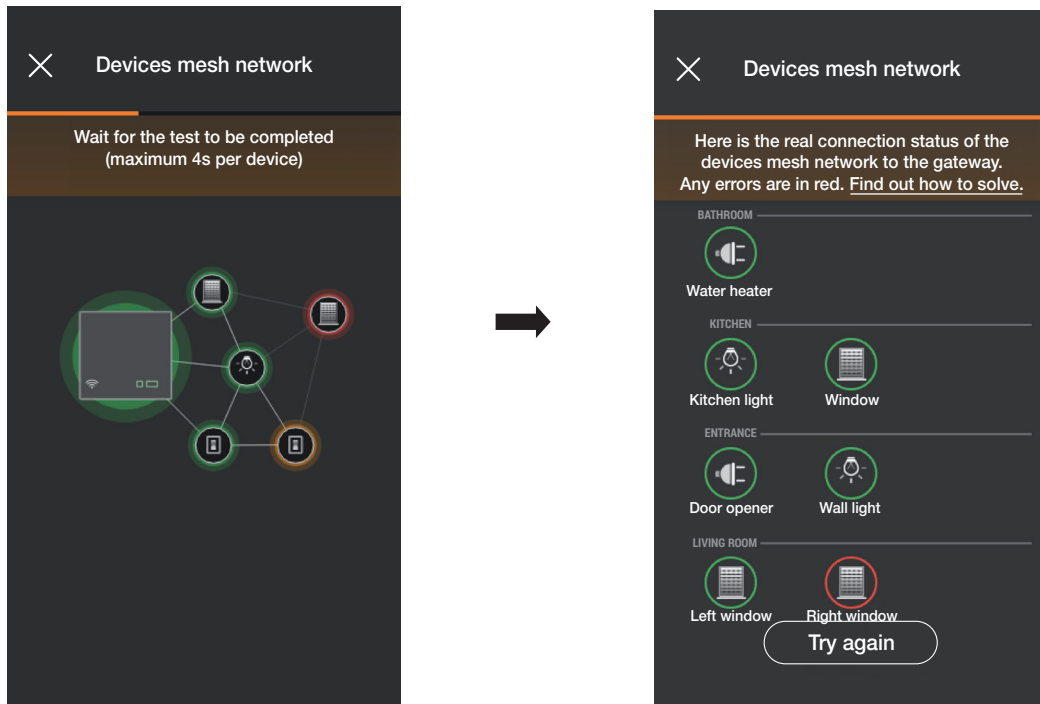 Devices mesh network
Wait for the test to be completed
(maximum 4s per device)
Devices mesh network
Here is the real connection status of the
devices mesh network to the gateway.
Any errors are in red. Find out how to solve.
BATHROOM
Water heater
KITCHEN
Kitchen light
Window
ENTRANCE
Door opener
Wall light
LIVING ROOM
Left window
Right window
Try again